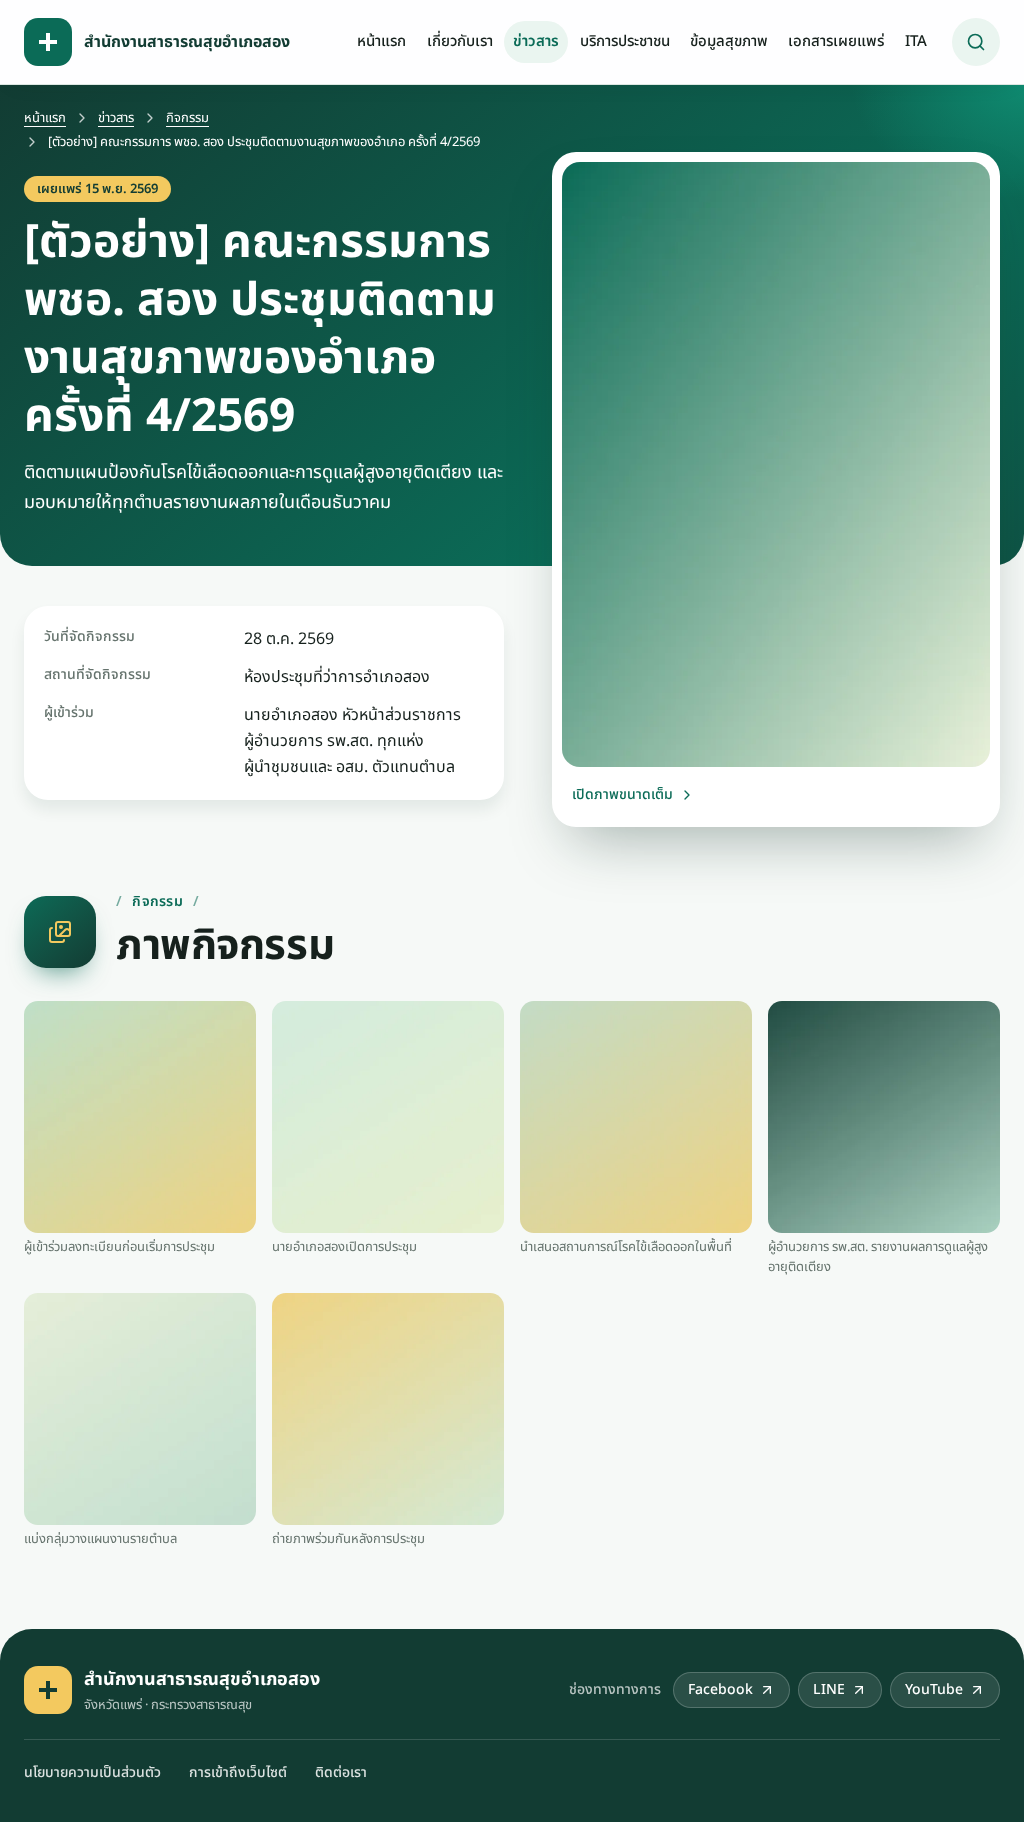 สำนักงานสาธารณสุขอำเภอสอง
หน้าแรก เกี่ยวกับเรา ข่าวสาร บริการประชาชน ข้อมูลสุขภาพ เอกสารเผยแพร่ ITA
หน้าแรก ข่าวสาร กิจกรรม
[ตัวอย่าง] คณะกรรมการ พชอ. สอง ประชุมติดตามงานสุขภาพของอำเภอ ครั้งที่ 4/2569
เผยแพร่ 15 พ.ย. 2569
[ตัวอย่าง] คณะกรรมการ
พชอ. สอง ประชุมติดตาม
งานสุขภาพของอำเภอ
ครั้งที่ 4/2569
ติดตามแผนป้องกันโรคไข้เลือดออกและการดูแลผู้สูงอายุติดเตียง และ
มอบหมายให้ทุกตำบลรายงานผลภายในเดือนธันวาคม
วันที่จัดกิจกรรม 28 ต.ค. 2569
สถานที่จัดกิจกรรม ห้องประชุมที่ว่าการอำเภอสอง
ผู้เข้าร่วม นายอำเภอสอง หัวหน้าส่วนราชการ
ผู้อำนวยการ รพ.สต. ทุกแห่ง
ผู้นำชุมชนและ อสม. ตัวแทนตำบล
เปิดภาพขนาดเต็ม
/ กิจกรรม /
ภาพกิจกรรม
ผู้เข้าร่วมลงทะเบียนก่อนเริ่มการประชุม
นายอำเภอสองเปิดการประชุม
นำเสนอสถานการณ์โรคไข้เลือดออกในพื้นที่
ผู้อำนวยการ รพ.สต. รายงานผลการดูแลผู้สูง
อายุติดเตียง
แบ่งกลุ่มวางแผนงานรายตำบล
ถ่ายภาพร่วมกันหลังการประชุม
สำนักงานสาธารณสุขอำเภอสอง
จังหวัดแพร่ · กระทรวงสาธารณสุข
ช่องทางทางการ Facebook LINE YouTube
นโยบายความเป็นส่วนตัว การเข้าถึงเว็บไซต์ ติดต่อเรา